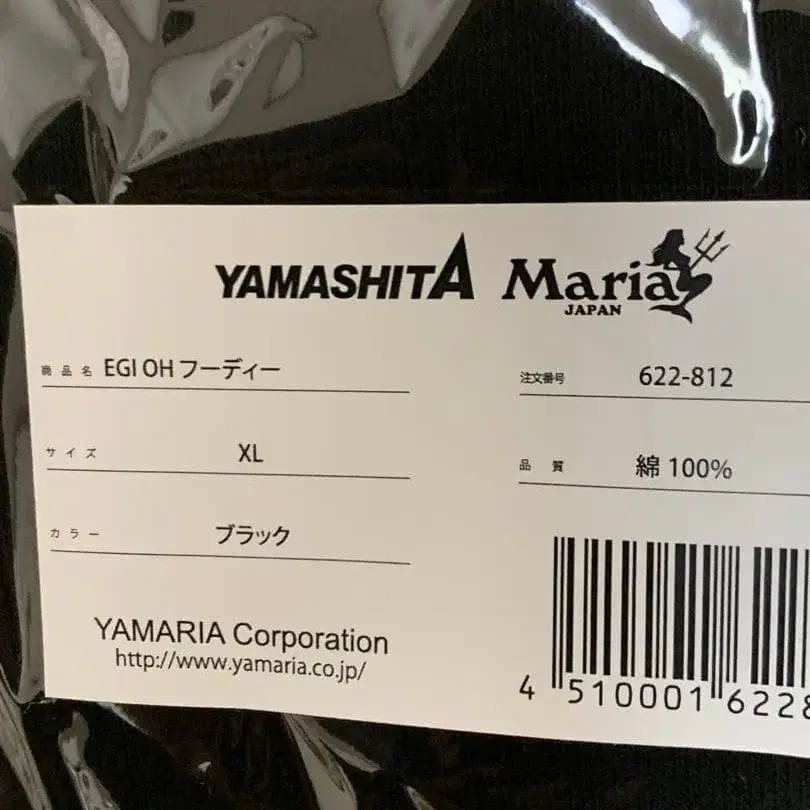 YAMASHITA Maria
JAPAN
商品名 EGI OH フーディー
注文番号 622-812
サイズ XL
品質 綿 100%
カラー ブラック
YAMARIA Corporation
http://www.yamaria.co.jp/
4 510001 6228